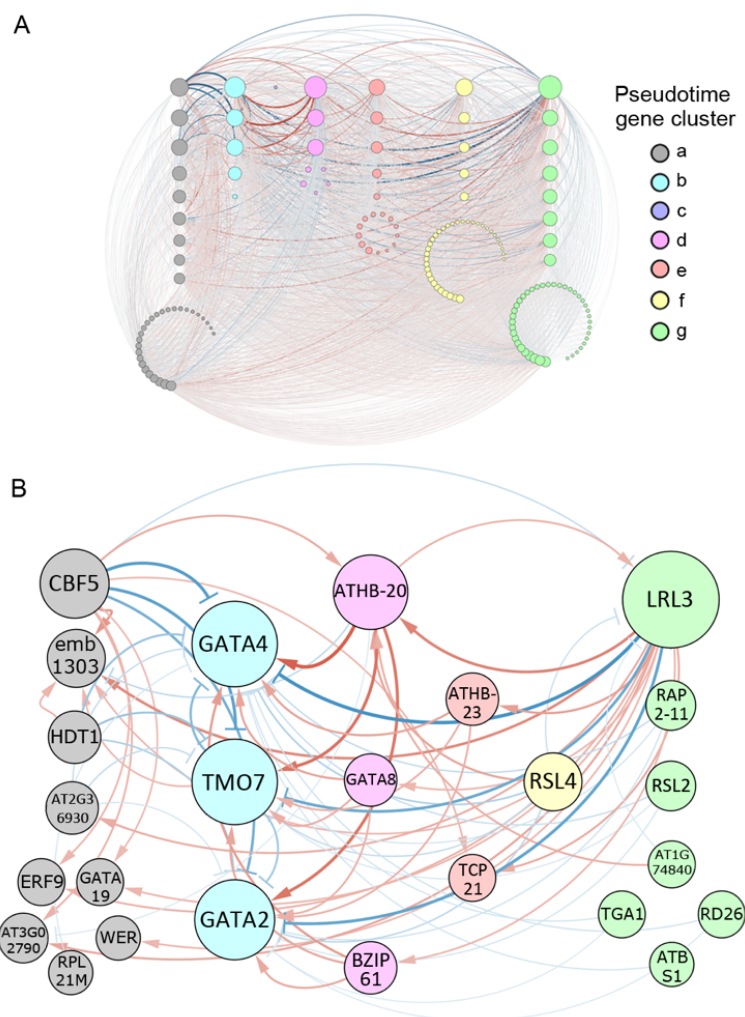 A
Pseudotime
gene cluster
a
b
c
d
e
f
g
B
CBF5
emb
1303
HDT1
AT2G3
6930
ERF9
GATA
19
AT3G0
2790
WER
RPL
21M
GATA4
TMO7
GATA2
ATHB-20
GATA8
BZIP
61
ATHB-
23
TCP
21
RSL4
LRL3
RAP
2-11
RSL2
AT1G
74840
TGA1
RD26
ATB
S1